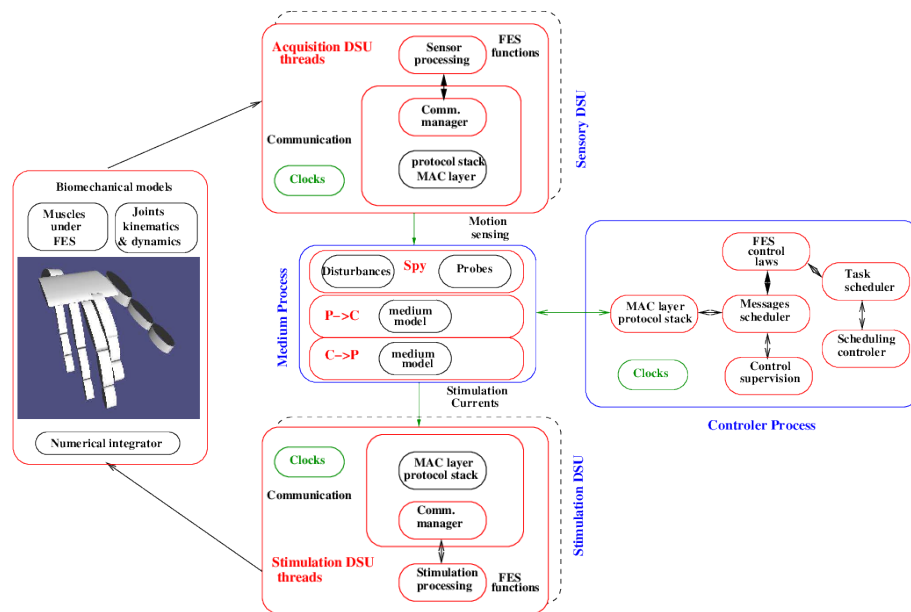 Acquisition DSU
threads
FES
functions
Sensor
processing
Comm.
manager
Communication
protocol stack
MAC layer
Clocks
Sensory DSU
Motion
sensing
Biomechanical models
Muscles
under
FES
Joints
kinematics
& dynamics
Numerical integrator
Medium Process
Spy
Disturbances
Probes
P->C
medium
model
C->P
medium
model
Stimulation
Currents
FES
control
laws
Task
scheduler
MAC layer
protocol stack
Messages
scheduler
Scheduling
controler
Clocks
Control
supervision
Controler Process
Clocks
MAC layer
protocol stack
Communication
Comm.
manager
Stimulation DSU
threads
Stimulation
processing
FES
functions
Stimulation DSU